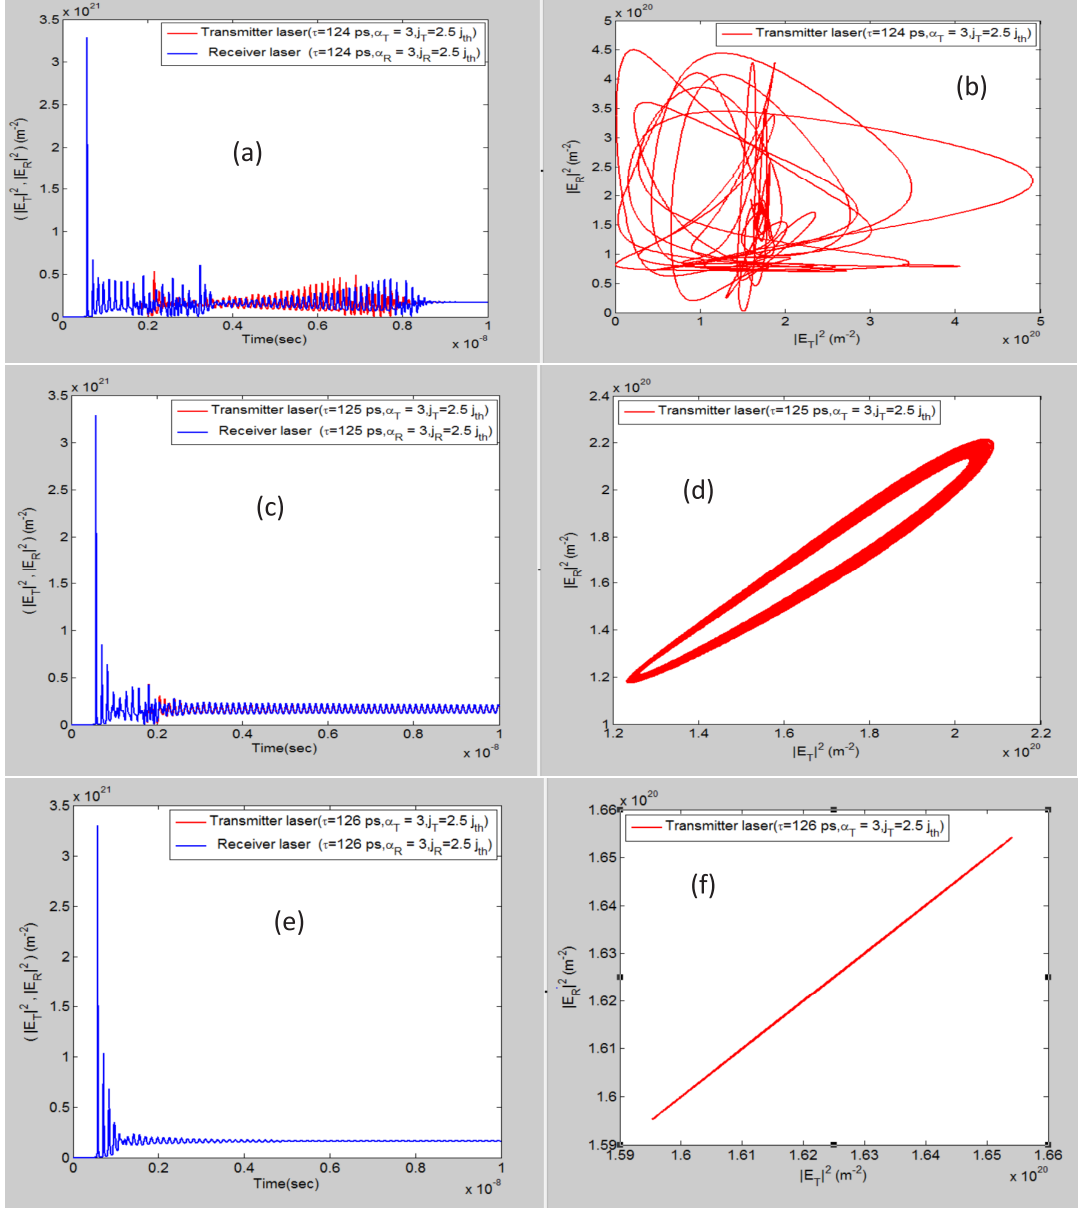 x 10^21
3.5
3
2.5
2
1.5
1
0.5
0
(|E_T|^2, |E_R|^2) (m^-2)
Transmitter laser(τ=124 ps,α_T = 3,j_T=2.5 j_th)
Receiver laser (τ=124 ps,α_R = 3,j_R=2.5 j_th)
(a)
0 0.2 0.4 0.6 0.8 1
Time(sec)
x 10^-8
x 10^20
5
4.5
4
3.5
3
2.5
2
1.5
1
0.5
0
|E_R|^2 (m^-2)
Transmitter laser(τ=124 ps,α_T = 3,j_T=2.5 j_th)
(b)
0 1 2 3 4 5
|E_T|^2 (m^-2)
x 10^20
x 10^21
3.5
3
2.5
2
1.5
1
0.5
0
(|E_T|^2, |E_R|^2) (m^-2)
Transmitter laser(τ=125 ps,α_T = 3,j_T=2.5 j_th)
Receiver laser (τ=125 ps,α_R = 3,j_R=2.5 j_th)
(c)
0 0.2 0.4 0.6 0.8 1
Time(sec)
x 10^-8
x 10^20
2.4
2.2
2
1.8
1.6
1.4
1.2
1
|E_R|^2 (m^-2)
Transmitter laser(τ=125 ps,α_T = 3,j_T=2.5 j_th)
(d)
1.2 1.4 1.6 1.8 2 2.2
|E_T|^2 (m^-2)
x 10^20
x 10^21
3.5
3
2.5
2
1.5
1
0.5
0
(|E_T|^2, |E_R|^2) (m^-2)
Transmitter laser(τ=126 ps,α_T = 3,j_T=2.5 j_th)
Receiver laser (τ=126 ps,α_R = 3,j_R=2.5 j_th)
(e)
0 0.2 0.4 0.6 0.8 1
Time(sec)
x 10^-8
x 10^20
1.66
1.65
1.64
1.63
1.62
1.61
1.6
1.59
|E_R|^2 (m^-2)
Transmitter laser(τ=126 ps,α_T = 3,j_T=2.5 j_th)
(f)
1.59 1.6 1.61 1.62 1.63 1.64 1.65 1.66
|E_T|^2 (m^-2)
x 10^20